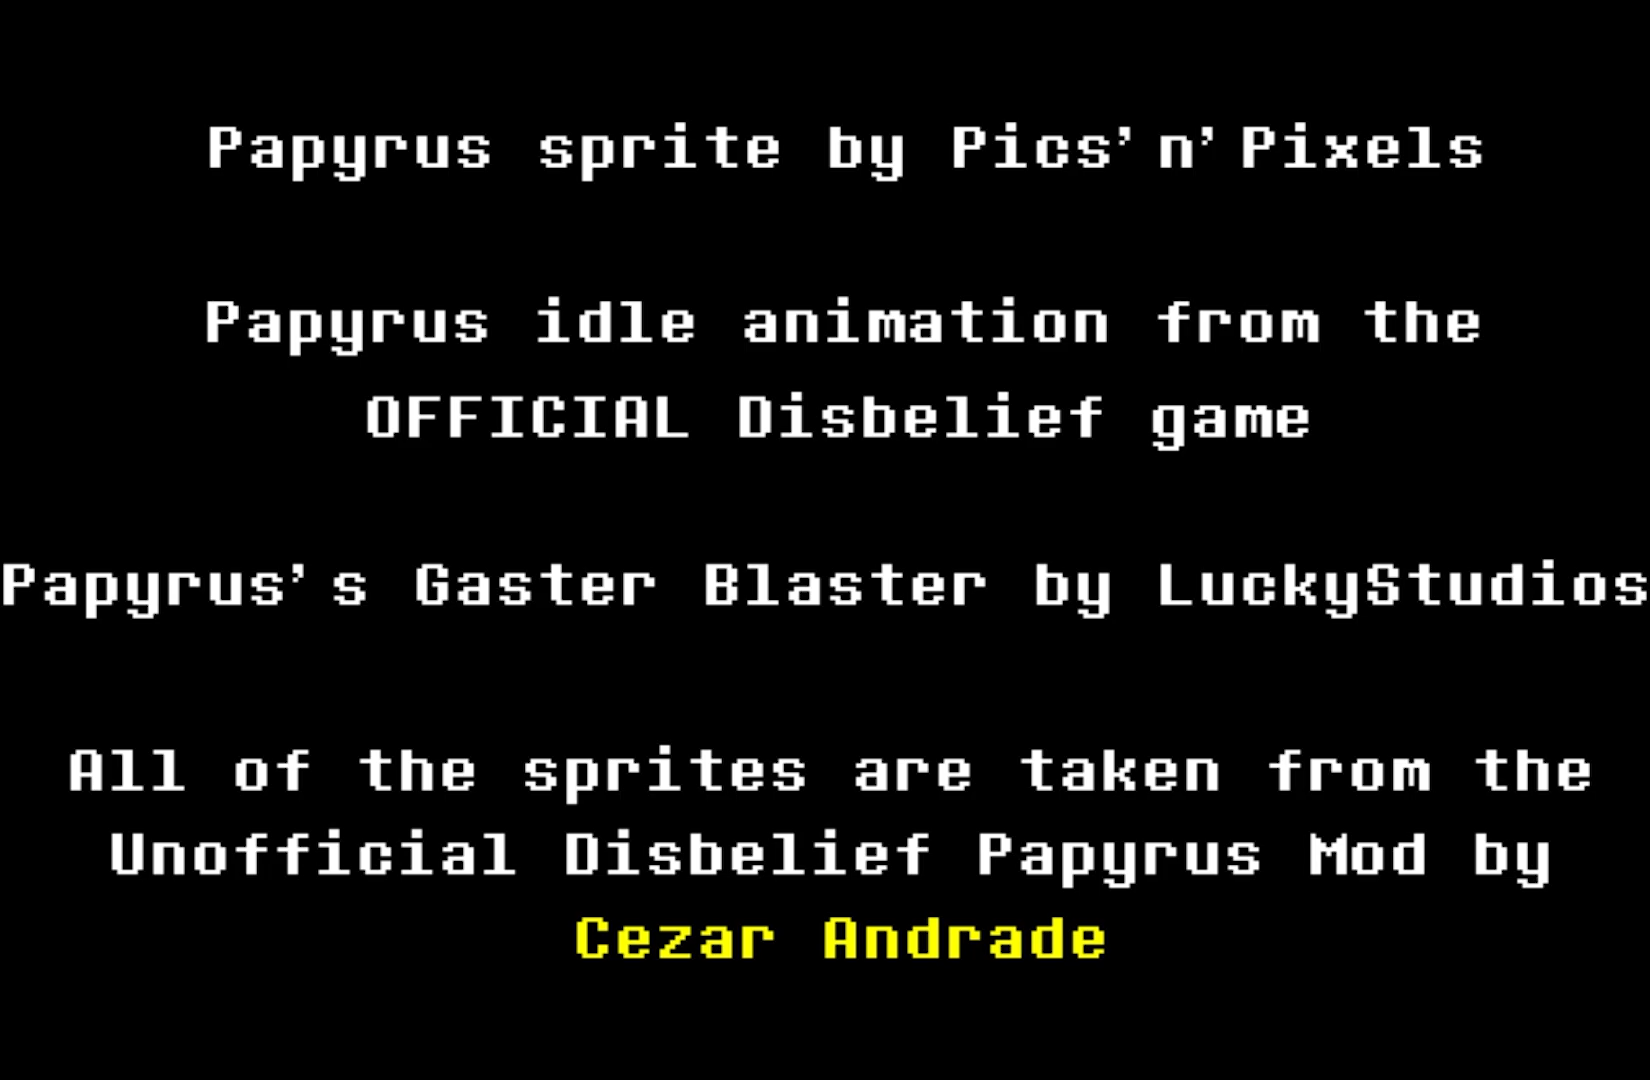 Papyrus sprite by Pics'n'Pixels
Papyrus idle animation from the
OFFICIAL Disbelief game
Papyrus's Gaster Blaster by LuckyStudios
All of the sprites are taken from the
Unofficial Disbelief Papyrus Mod by
Cezar Andrade